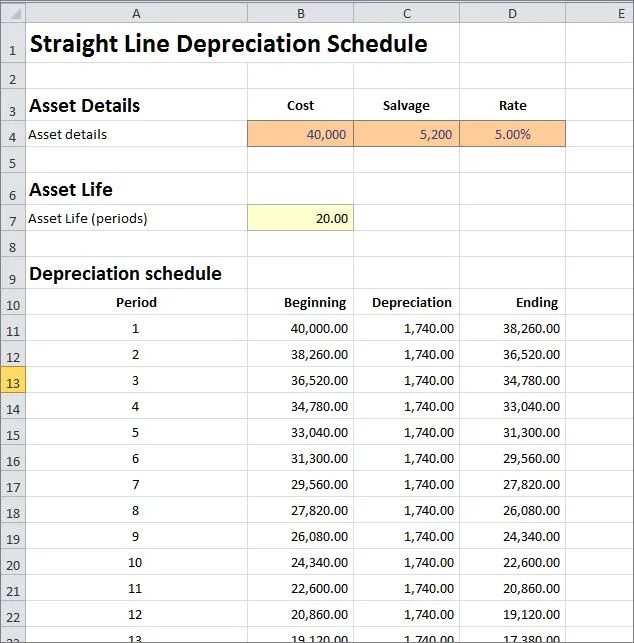 A B C D E
1 Straight Line Depreciation Schedule
2
3 Asset Details Cost Salvage Rate
4 Asset details 40,000 5,200 5.00%
5
6 Asset Life
7 Asset Life (periods) 20.00
8
9 Depreciation schedule
10 Period Beginning Depreciation Ending
11 1 40,000.00 1,740.00 38,260.00
12 2 38,260.00 1,740.00 36,520.00
13 3 36,520.00 1,740.00 34,780.00
14 4 34,780.00 1,740.00 33,040.00
15 5 33,040.00 1,740.00 31,300.00
16 6 31,300.00 1,740.00 29,560.00
17 7 29,560.00 1,740.00 27,820.00
18 8 27,820.00 1,740.00 26,080.00
19 9 26,080.00 1,740.00 24,340.00
20 10 24,340.00 1,740.00 22,600.00
21 11 22,600.00 1,740.00 20,860.00
22 12 20,860.00 1,740.00 19,120.00
23 13 19,120.00 1,740.00 17,380.00